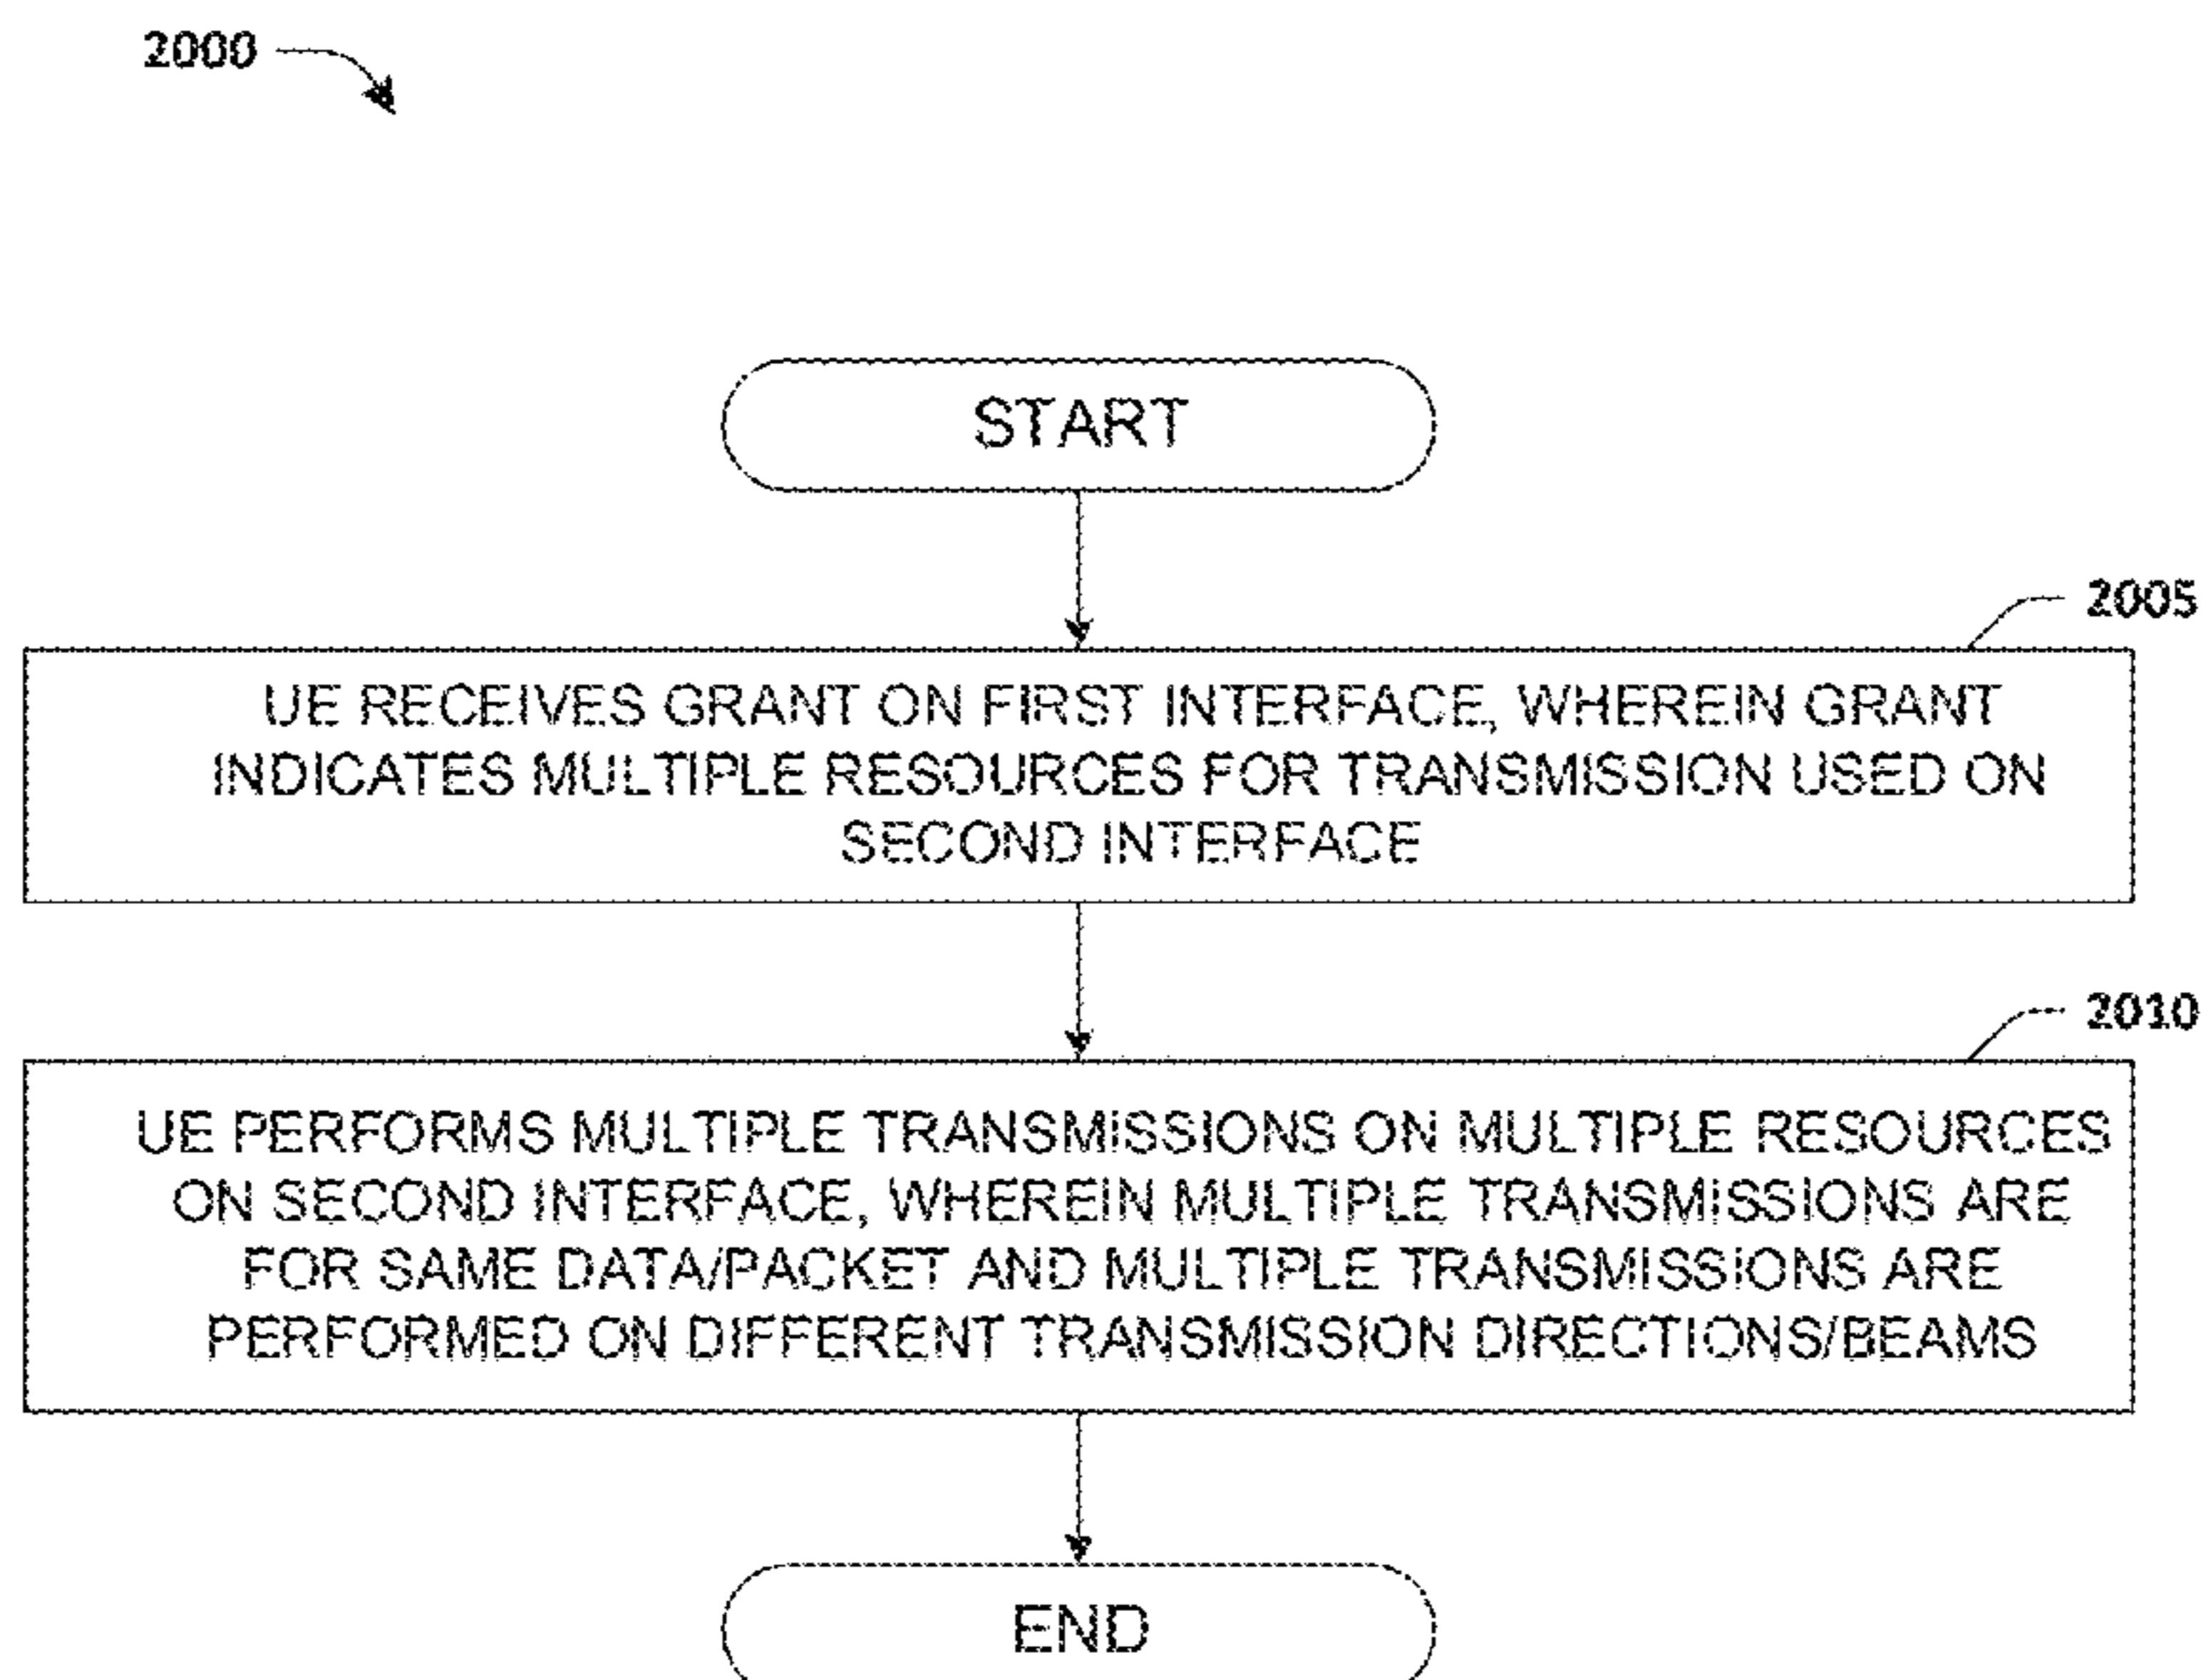 2000
START
2005
UE RECEIVES GRANT ON FIRST INTERFACE, WHEREIN GRANT
INDICATES MULTIPLE RESOURCES FOR TRANSMISSION USED ON
SECOND INTERFACE
2010
UE PERFORMS MULTIPLE TRANSMISSIONS ON MULTIPLE RESOURCES
ON SECOND INTERFACE, WHEREIN MULTIPLE TRANSMISSIONS ARE
FOR SAME DATA/PACKET AND MULTIPLE TRANSMISSIONS ARE
PERFORMED ON DIFFERENT TRANSMISSION DIRECTIONS/BEAMS
END